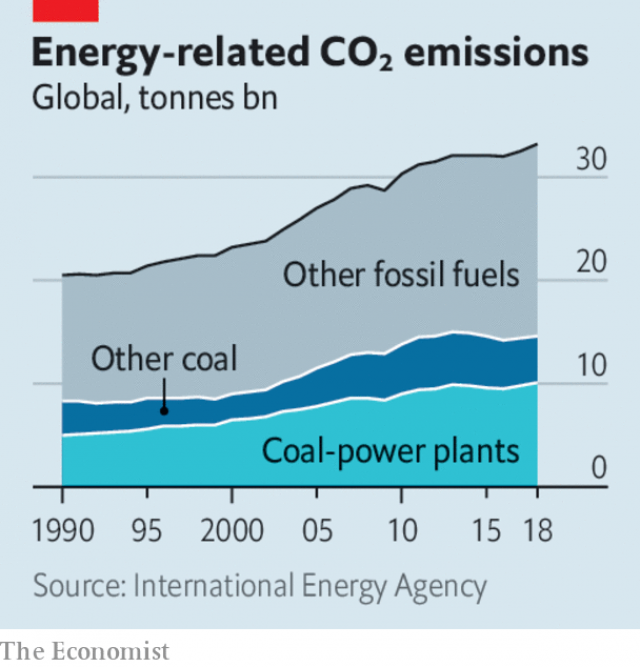 Energy-related CO₂ emissions
Global, tonnes bn
30
Other fossil fuels
20
Other coal
10
Coal-power plants
0
1990 95 2000 05 10 15 18
Source: International Energy Agency
The Economist